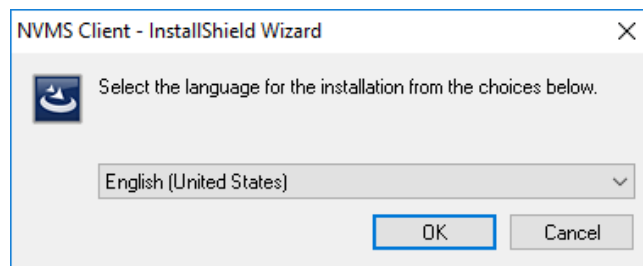 NVMS Client - InstallShield Wizard
Select the language for the installation from the choices below.
English (United States)
OK
Cancel